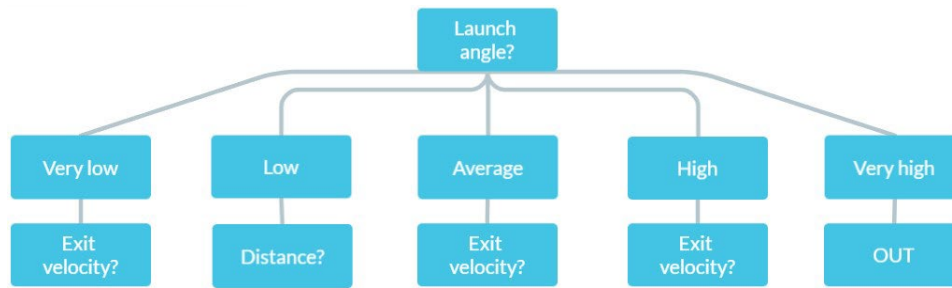 Launch
angle?
Very low
Low
Average
High
Very high
Exit
velocity?
Distance?
Exit
velocity?
Exit
velocity?
OUT